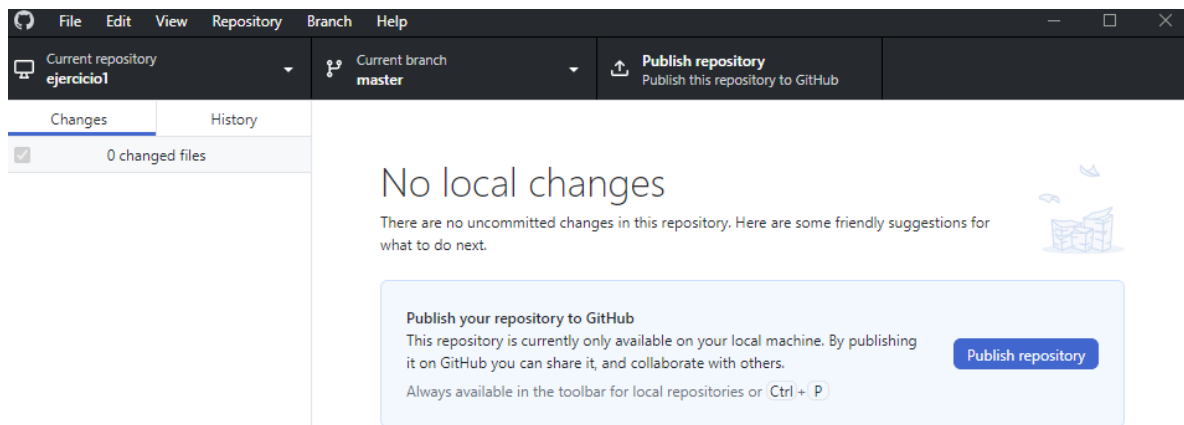 File Edit View Repository Branch Help
Current repository
ejercicio1
Current branch
master
Publish repository
Publish this repository to GitHub
Changes History
0 changed files
No local changes
There are no uncommitted changes in this repository. Here are some friendly suggestions for
what to do next.
Publish your repository to GitHub
This repository is currently only available on your local machine. By publishing
it on GitHub you can share it, and collaborate with others.
Always available in the toolbar for local repositories or Ctrl + P
Publish repository